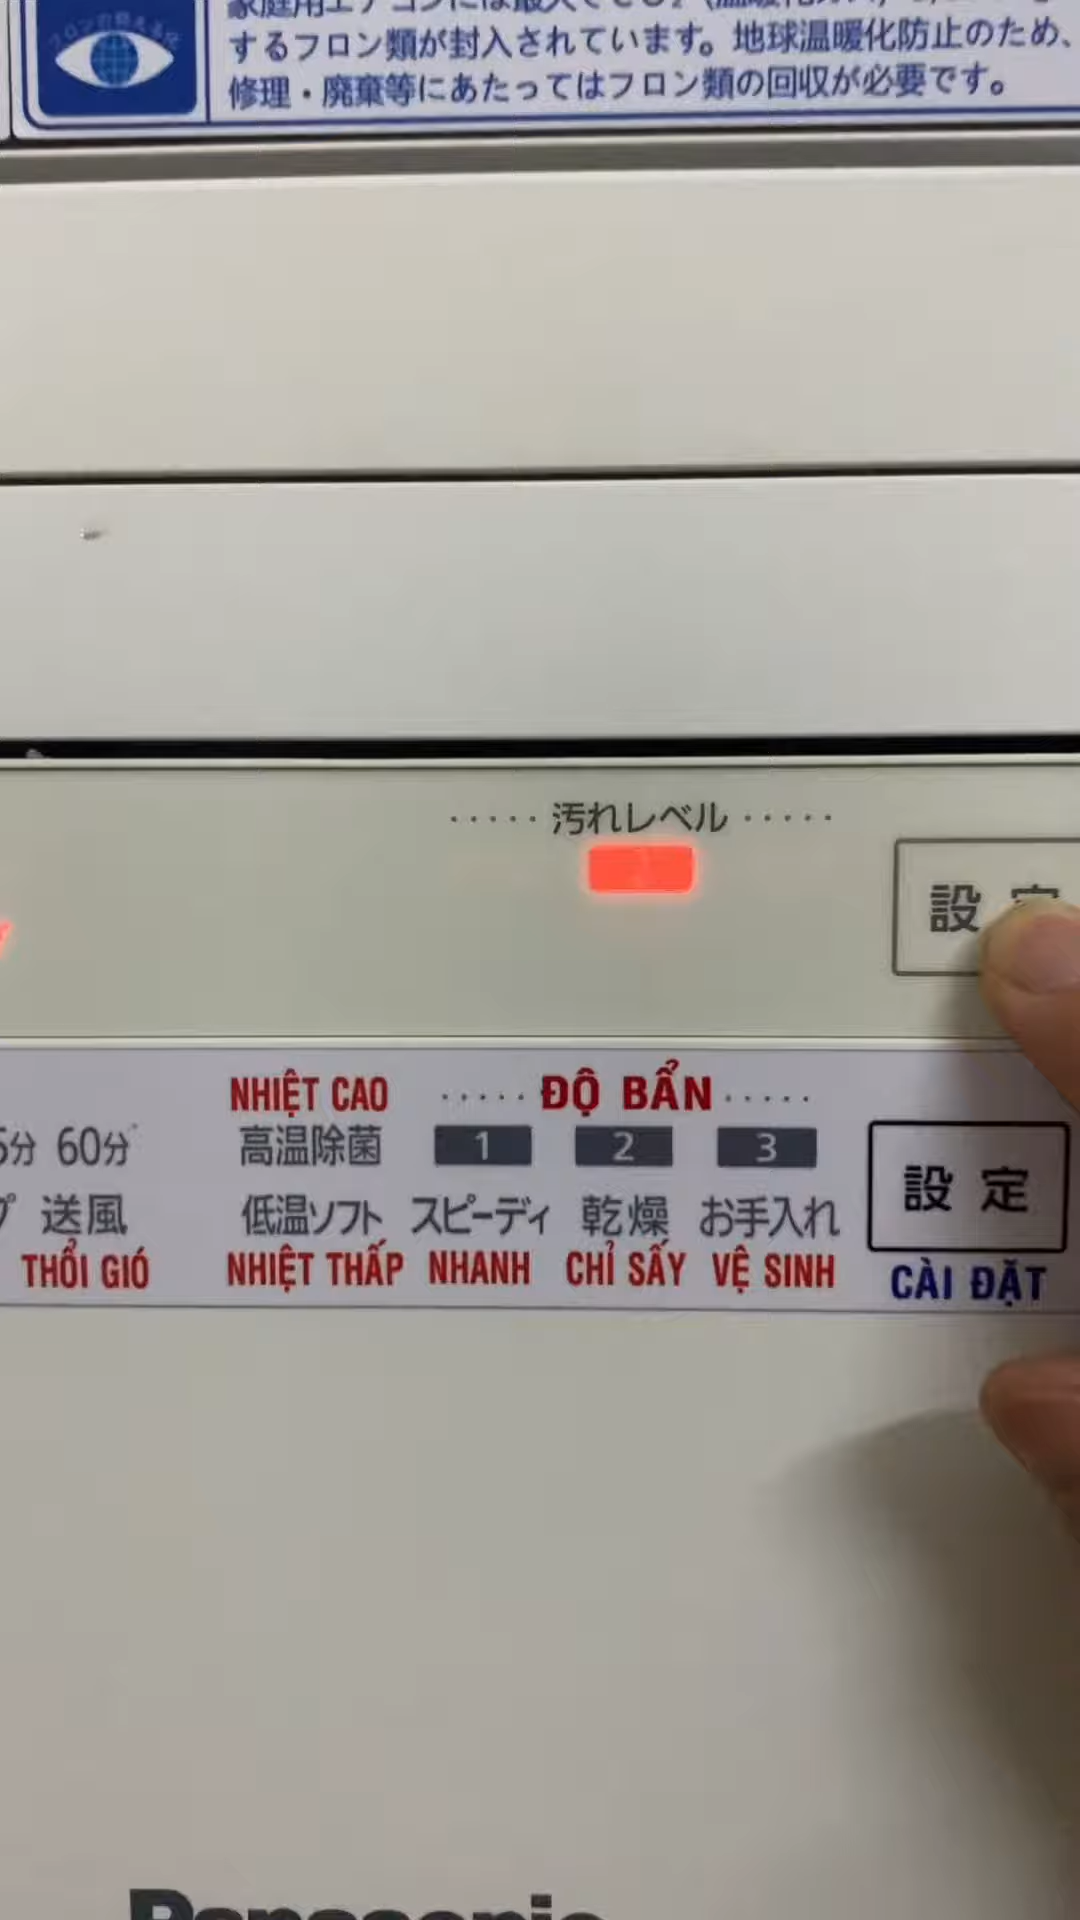 するフロン類が封入されています。地球温暖化防止のため、
修理・廃棄等にあたってはフロン類の回収が必要です。
・・・・・ 汚れレベル ・・・・・
設
NHIỆT CAO ・・・・・ ĐỘ BẨN ・・・・・
5分 60分 高温除菌 1 2 3
設 定
送風 低温ソフト スピーディ 乾燥 お手入れ
THỔI GIÓ NHIỆT THẤP NHANH CHỈ SẤY VỆ SINH CÀI ĐẶT
Panasonic